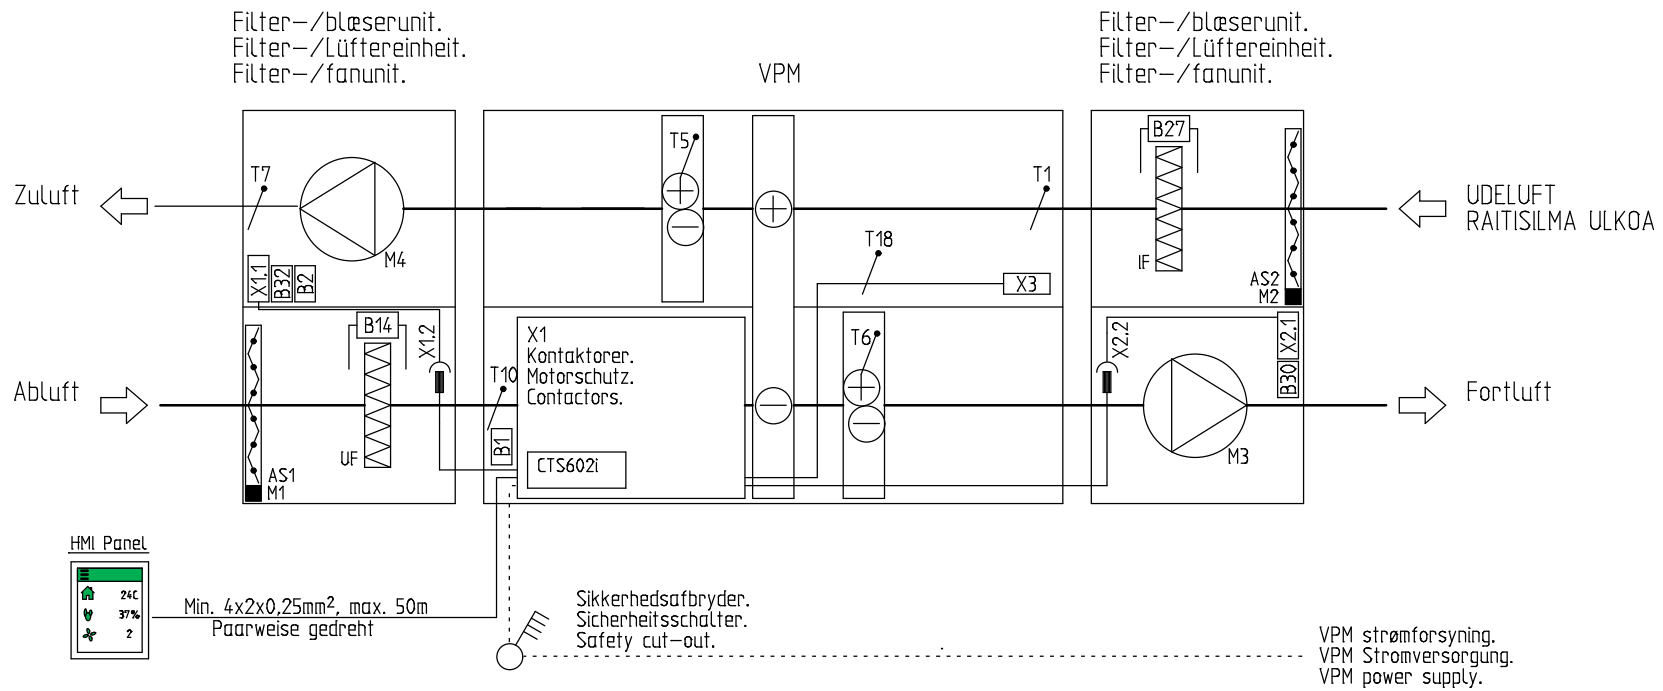 Filter-/blæserunit.
Filter-/Lüftereinheit.
Filter-/fanunit.
VPM
Filter-/blæserunit.
Filter-/Lüftereinheit.
Filter-/fanunit.
T5
B27
T7
T1
Zuluft
UDELUFT
RAITISILMA ULKOA
T18
M4
IF
X1.1
B32
B2
X3
AS2
M2
B14
X1.2
X1
Kontaktorer.
Motorschutz.
Contactors.
T6
X2.2
X2.1
B30
T10
Abluft
Fortluft
B1
UF
M3
CTS602i
AS1
M1
HMI Panel
24C
37%
2
Min. 4x2x0,25mm², max. 50m
Paarweise gedreht
Sikkerhedsafbryder.
Sicherheitsschalter.
Safety cut-out.
VPM strømforsyning.
VPM Stromversorgung.
VPM power supply.